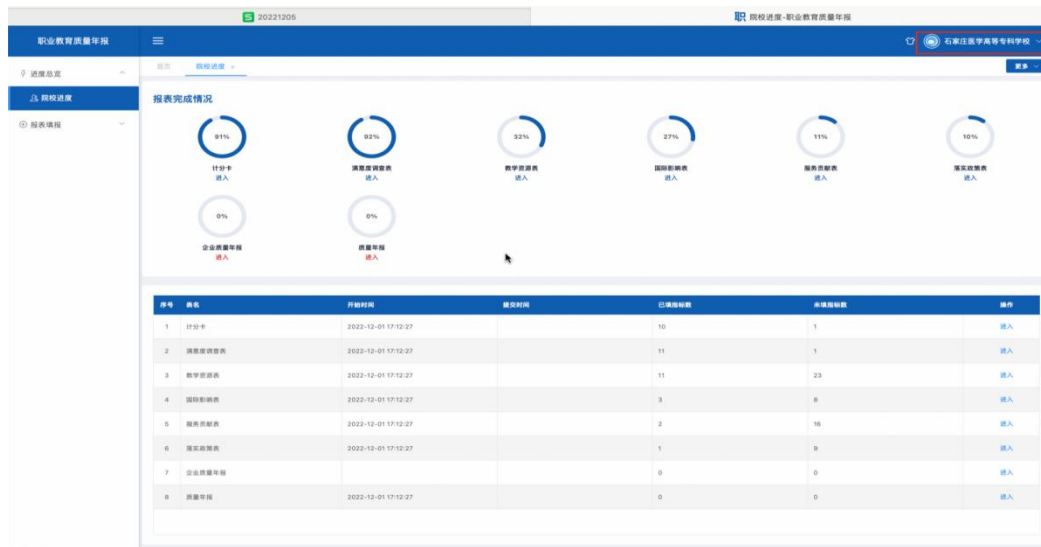 20221205
职 院校进度-职业教育质量年报
职业教育质量年报 石家庄医学高等专科学校
进度总览 首页 院校进度 更多
院校进度
报表填报
报表完成情况
91% 92% 32% 27% 11% 10%
计分卡 满意度调查表 教学资源表 国际影响表 服务贡献表 落实政策表
进入 进入 进入 进入 进入 进入
0% 0%
企业质量年报 质量年报
进入 进入
序号 表名 开始时间 提交时间 已填指标数 未填指标数 操作
1 计分卡 2022-12-01 17:12:27 10 1 进入
2 满意度调查表 2022-12-01 17:12:27 11 1 进入
3 教学资源表 2022-12-01 17:12:27 11 23 进入
4 国际影响表 2022-12-01 17:12:27 3 8 进入
5 服务贡献表 2022-12-01 17:12:27 2 16 进入
6 落实政策表 2022-12-01 17:12:27 1 9 进入
7 企业质量年报 0 0 进入
8 质量年报 2022-12-01 17:12:27 0 0 进入